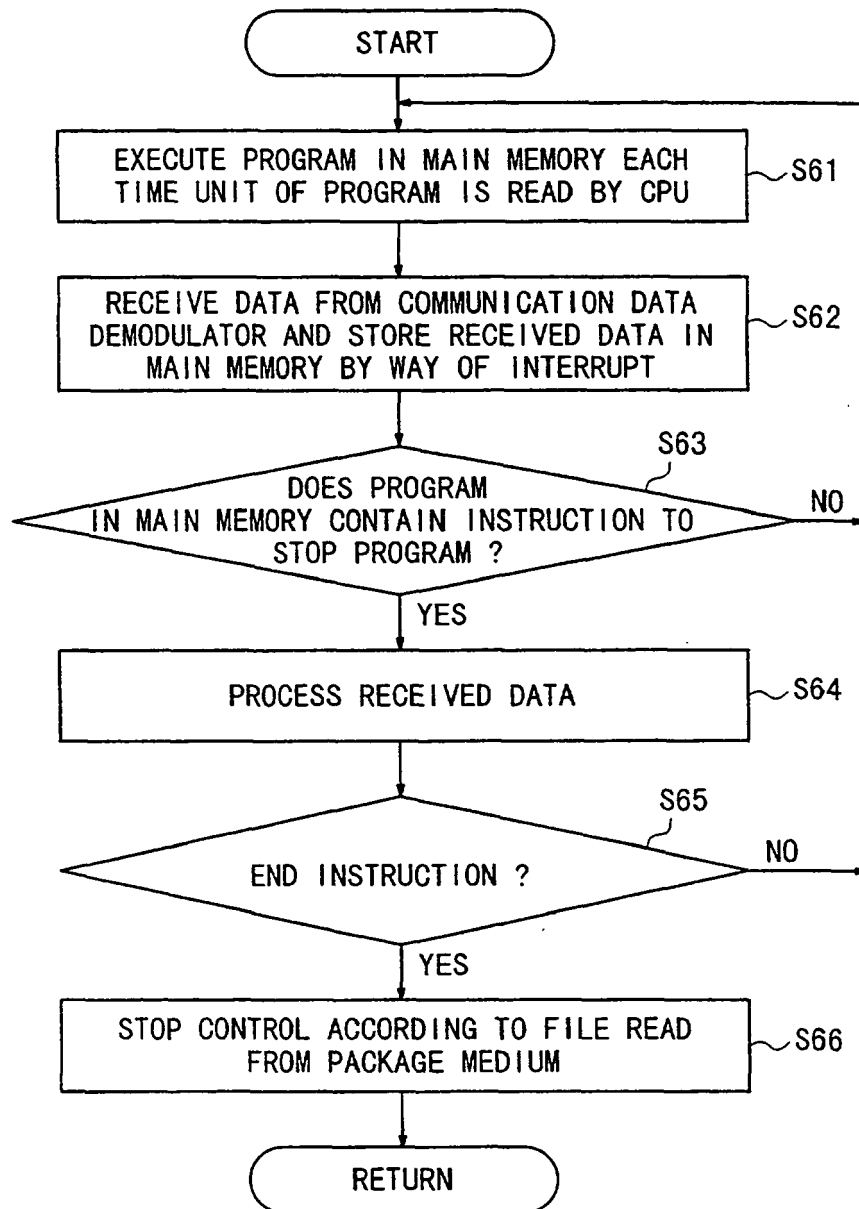 START
EXECUTE PROGRAM IN MAIN MEMORY EACH
TIME UNIT OF PROGRAM IS READ BY CPU
S61
RECEIVE DATA FROM COMMUNICATION DATA
DEMODULATOR AND STORE RECEIVED DATA IN
MAIN MEMORY BY WAY OF INTERRUPT
S62
S63
DOES PROGRAM
IN MAIN MEMORY CONTAIN INSTRUCTION TO
STOP PROGRAM ?
NO
YES
PROCESS RECEIVED DATA
S64
S65
END INSTRUCTION ?
NO
YES
STOP CONTROL ACCORDING TO FILE READ
FROM PACKAGE MEDIUM
S66
RETURN